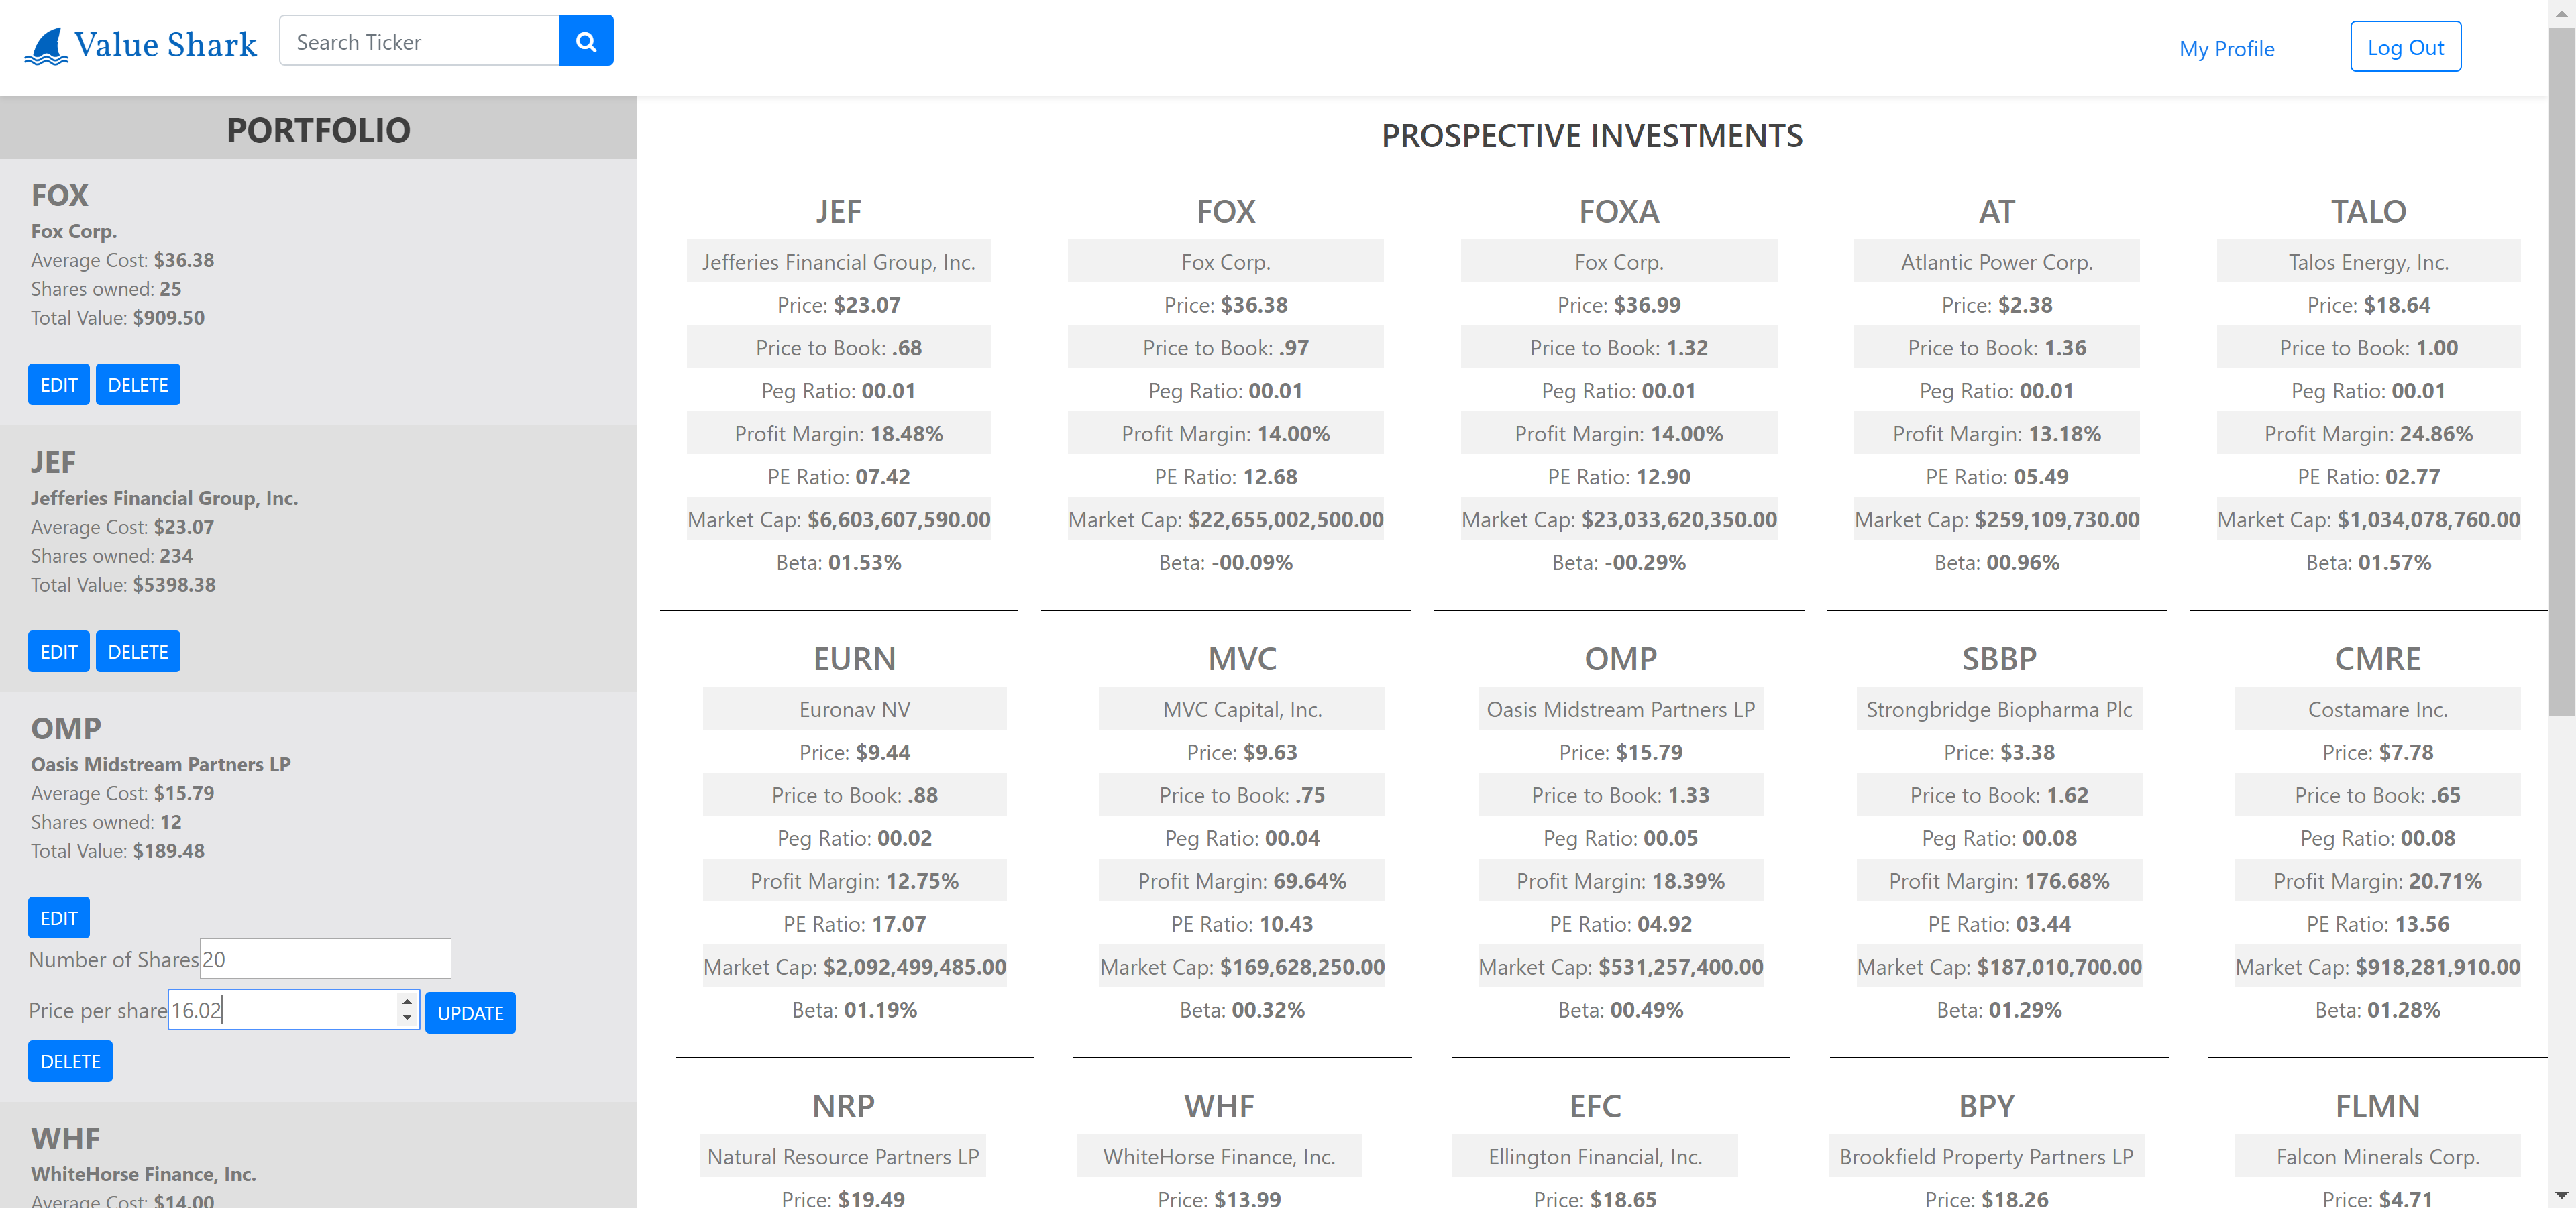 Value Shark
Search Ticker
My Profile
Log Out
PORTFOLIO
FOX
Fox Corp.
Average Cost: $36.38
Shares owned: 25
Total Value: $909.50
EDIT DELETE
JEF
Jefferies Financial Group, Inc.
Average Cost: $23.07
Shares owned: 234
Total Value: $5398.38
EDIT DELETE
OMP
Oasis Midstream Partners LP
Average Cost: $15.79
Shares owned: 12
Total Value: $189.48
EDIT
Number of Shares 20
Price per share 16.02 UPDATE
DELETE
WHF
WhiteHorse Finance, Inc.
Average Cost: $14.00
PROSPECTIVE INVESTMENTS
JEF
Jefferies Financial Group, Inc.
Price: $23.07
Price to Book: .68
Peg Ratio: 00.01
Profit Margin: 18.48%
PE Ratio: 07.42
Market Cap: $6,603,607,590.00
Beta: 01.53%
FOX
Fox Corp.
Price: $36.38
Price to Book: .97
Peg Ratio: 00.01
Profit Margin: 14.00%
PE Ratio: 12.68
Market Cap: $22,655,002,500.00
Beta: -00.09%
FOXA
Fox Corp.
Price: $36.99
Price to Book: 1.32
Peg Ratio: 00.01
Profit Margin: 14.00%
PE Ratio: 12.90
Market Cap: $23,033,620,350.00
Beta: -00.29%
AT
Atlantic Power Corp.
Price: $2.38
Price to Book: 1.36
Peg Ratio: 00.01
Profit Margin: 13.18%
PE Ratio: 05.49
Market Cap: $259,109,730.00
Beta: 00.96%
TALO
Talos Energy, Inc.
Price: $18.64
Price to Book: 1.00
Peg Ratio: 00.01
Profit Margin: 24.86%
PE Ratio: 02.77
Market Cap: $1,034,078,760.00
Beta: 01.57%
EURN
Euronav NV
Price: $9.44
Price to Book: .88
Peg Ratio: 00.02
Profit Margin: 12.75%
PE Ratio: 17.07
Market Cap: $2,092,499,485.00
Beta: 01.19%
MVC
MVC Capital, Inc.
Price: $9.63
Price to Book: .75
Peg Ratio: 00.04
Profit Margin: 69.64%
PE Ratio: 10.43
Market Cap: $169,628,250.00
Beta: 00.32%
OMP
Oasis Midstream Partners LP
Price: $15.79
Price to Book: 1.33
Peg Ratio: 00.05
Profit Margin: 18.39%
PE Ratio: 04.92
Market Cap: $531,257,400.00
Beta: 00.49%
SBBP
Strongbridge Biopharma Plc
Price: $3.38
Price to Book: 1.62
Peg Ratio: 00.08
Profit Margin: 176.68%
PE Ratio: 03.44
Market Cap: $187,010,700.00
Beta: 01.29%
CMRE
Costamare Inc.
Price: $7.78
Price to Book: .65
Peg Ratio: 00.08
Profit Margin: 20.71%
PE Ratio: 13.56
Market Cap: $918,281,910.00
Beta: 01.28%
NRP
Natural Resource Partners LP
Price: $19.49
WHF
WhiteHorse Finance, Inc.
Price: $13.99
EFC
Ellington Financial, Inc.
Price: $18.65
BPY
Brookfield Property Partners LP
Price: $18.26
FLMN
Falcon Minerals Corp.
Price: $4.71